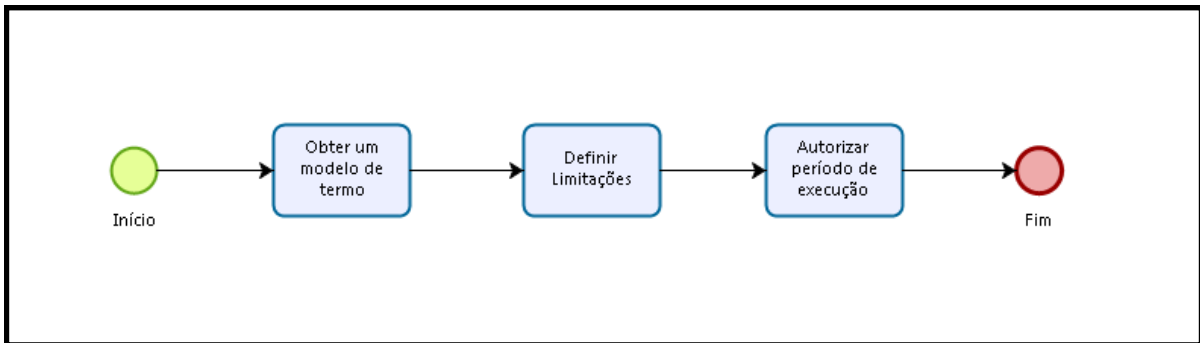 Obter um
modelo de
termo
Definir
Limitações
Autorizar
período de
execução
Início
Fim